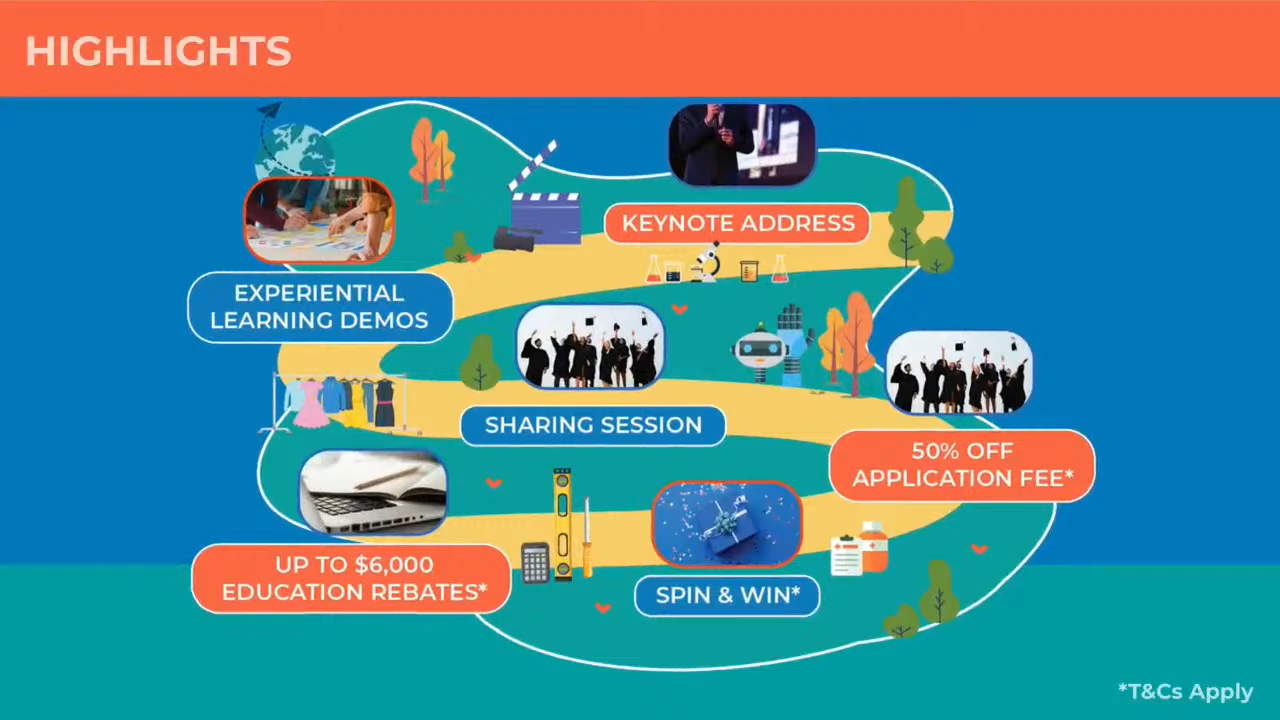 HIGHLIGHTS
KEYNOTE ADDRESS
EXPERIENTIAL
LEARNING DEMOS
SHARING SESSION
50% OFF
APPLICATION FEE*
UP TO $6,000
EDUCATION REBATES*
SPIN & WIN*
*T&Cs Apply